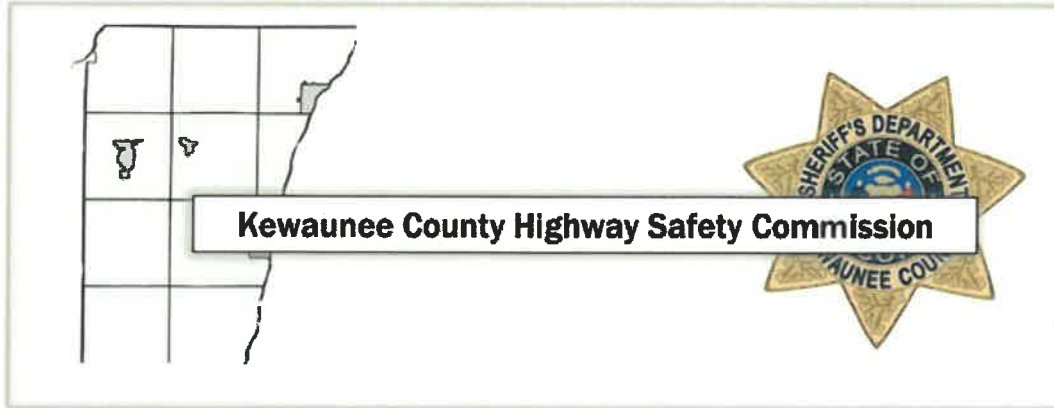 SHERIFF'S DEPARTMENT
STATE OF
Kewaunee County Highway Safety Commission